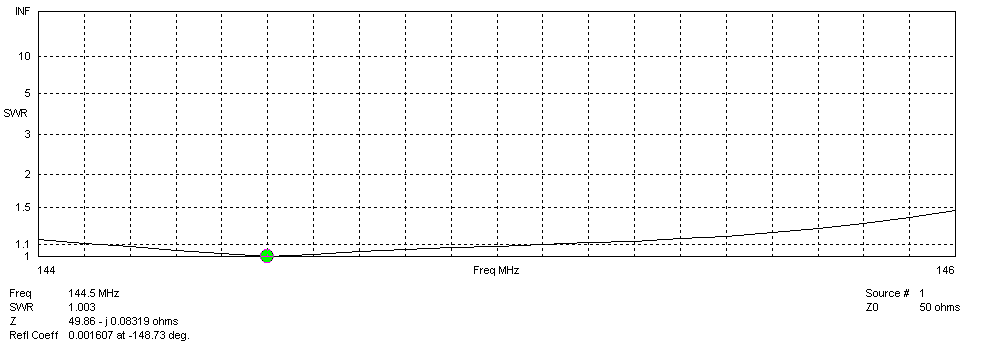 INF
10
5
SWR
3
2
1.5
1.1
1
144
Freq MHz
146
Freq 144.5 MHz
Source # 1
SWR 1.003
Z0 50 ohms
Z 49.86 - j 0.08319 ohms
Refl Coeff 0.001607 at -148.73 deg.